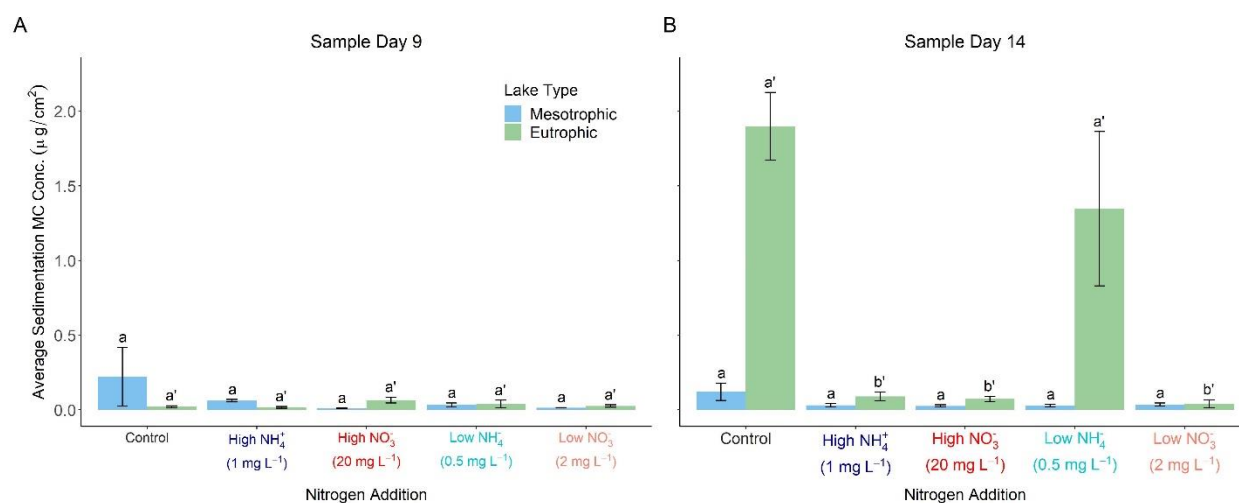 A
Sample Day 9
Average Sedimentation MC Conc. (μg/cm²)
2.0
1.5
1.0
0.5
0.0
Lake Type
Mesotrophic
Eutrophic
a
a'
a
a'
a
a'
a
a'
a
a'
Control
High NH₄⁺
(1 mg L⁻¹)
High NO₃⁻
(20 mg L⁻¹)
Low NH₄⁻
(0.5 mg L⁻¹)
Low NO₃⁻
(2 mg L⁻¹)
Nitrogen Addition
B
Sample Day 14
a
a'
a
b'
a
b'
a
a'
a
b'
Control
High NH₄⁺
(1 mg L⁻¹)
High NO₃⁻
(20 mg L⁻¹)
Low NH₄⁻
(0.5 mg L⁻¹)
Low NO₃⁻
(2 mg L⁻¹)
Nitrogen Addition